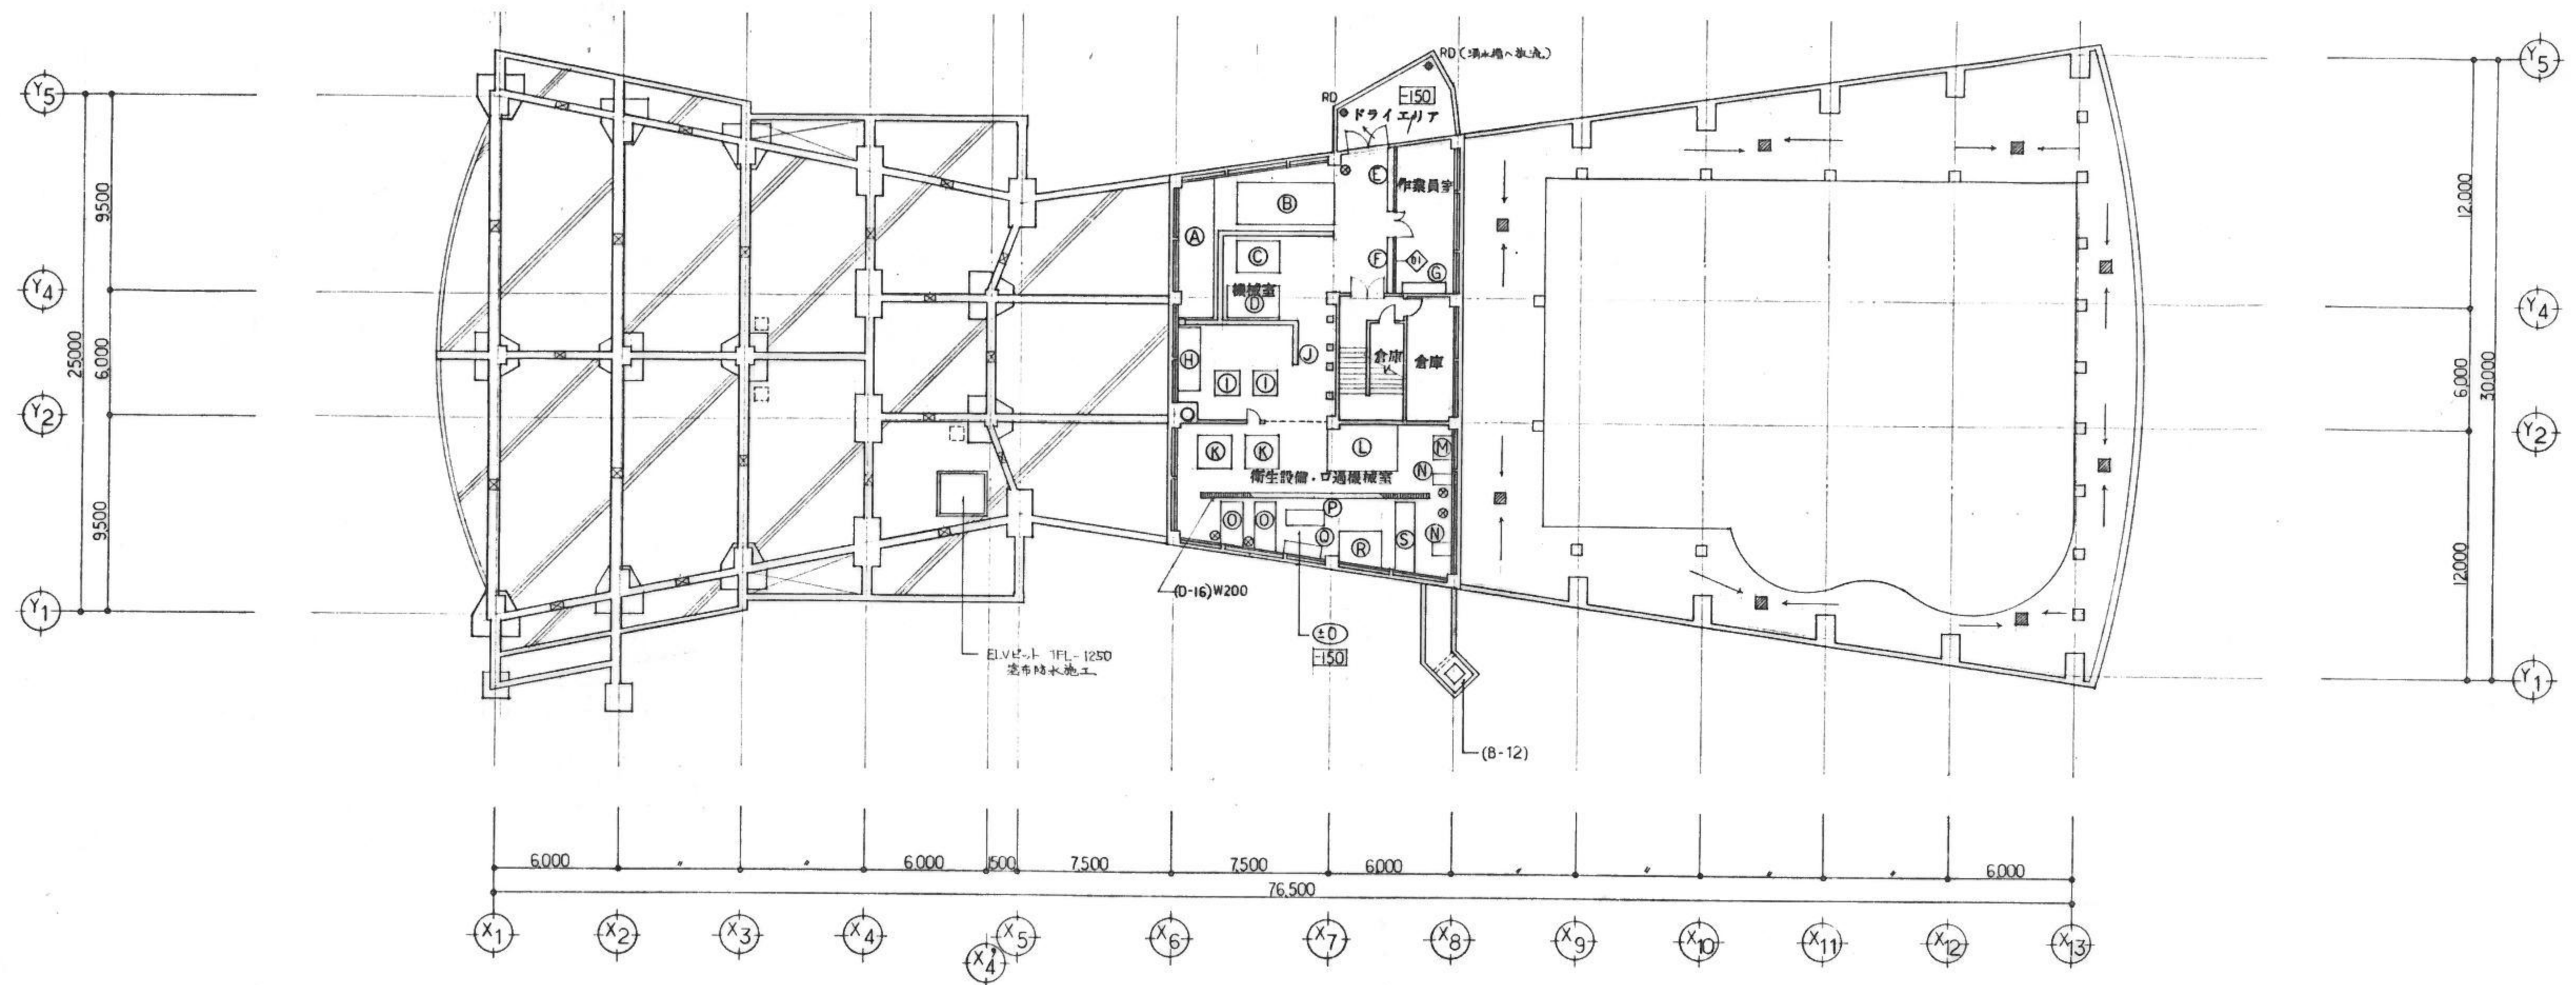 Y5
RD(湧水槽へ放流)
Y5
RD
-150
ドライエリア
E
作業員室
B
A
C
F
D1
G
機械室
D
Y4
Y4
H
J
倉庫
倉庫
I
I
Y2
Y2
K
K
L
M
N
衛生設備・ロ過機械室
O
O
P
Q
R
S
N
(D-16)W200
±0
-150
ELVピット 1FL-1250
塗布防水施工
(B-12)
Y1
Y1
9,500
6,000
9,500
25,000
12,000
6,000
12,000
30,000
6,000
〃
〃
6,000
1,500
7,500
7,500
6,000
〃
〃
〃
〃
6,000
76,500
X1
X2
X3
X4
X4'
X5
X6
X7
X8
X9
X10
X11
X12
X13